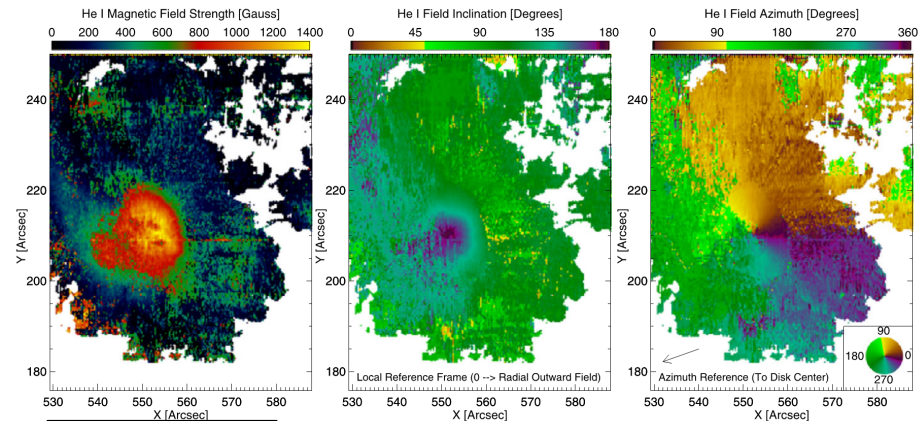 He I Magnetic Field Strength [Gauss]
0 200 400 600 800 1000 1200 1400
240
220
200
180
Y [Arcsec]
530 540 550 560 570 580
X [Arcsec]
He I Field Inclination [Degrees]
0 45 90 135 180
240
220
200
180
Y [Arcsec]
Local Reference Frame (0 --> Radial Outward Field)
530 540 550 560 570 580
X [Arcsec]
He I Field Azimuth [Degrees]
0 90 180 270 360
240
220
200
180
Y [Arcsec]
Azimuth Reference (To Disk Center)
90
180 0
270
530 540 550 560 570 580
X [Arcsec]